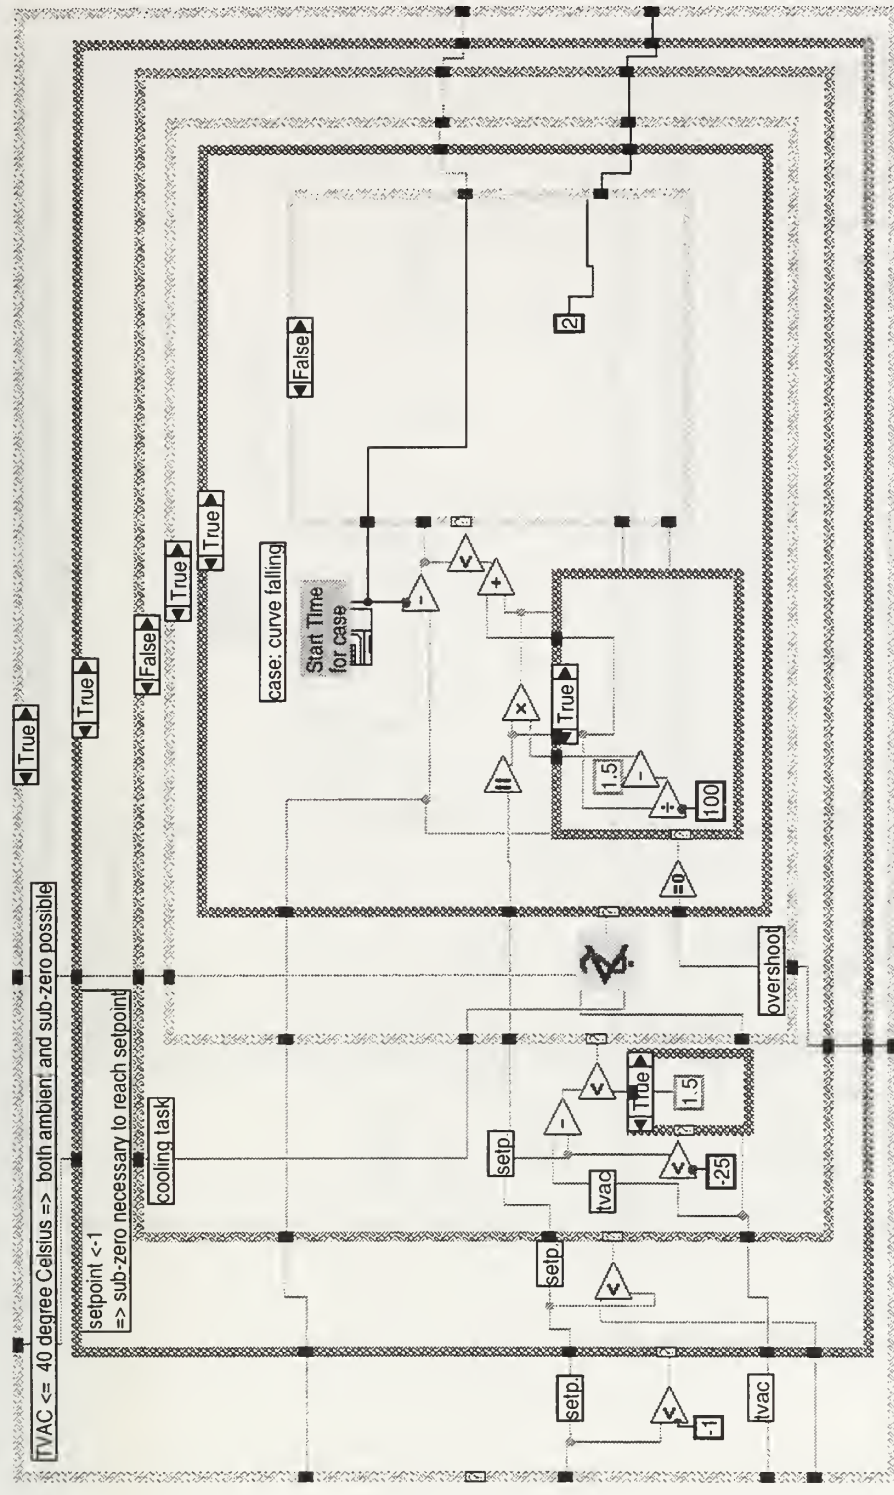 TVAC <= 40 degree Celsius => both ambient and sub-zero possible
True
setpoint <-1
=> sub-zero necessary to reach setpoint
True
cooling task
False
True
True
case: curve falling
Start Time
for case
False
setp.
setp.
setp.
tvac
tvac
-1
-25
True
1.5
overshoot
=0
True
1.5
100
2